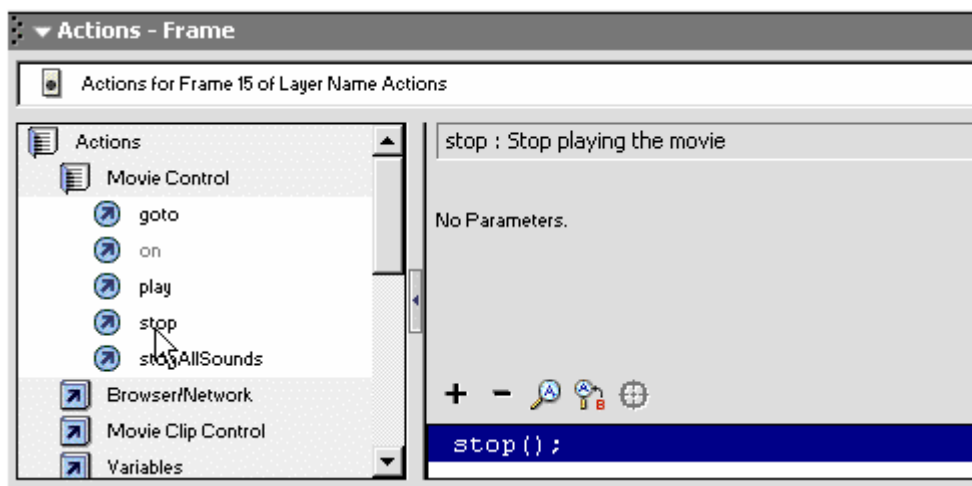 Actions - Frame
Actions for Frame 15 of Layer Name Actions
Actions
Movie Control
goto
on
play
stop
stopAllSounds
Browser/Network
Movie Clip Control
Variables
stop : Stop playing the movie
No Parameters.
stop();